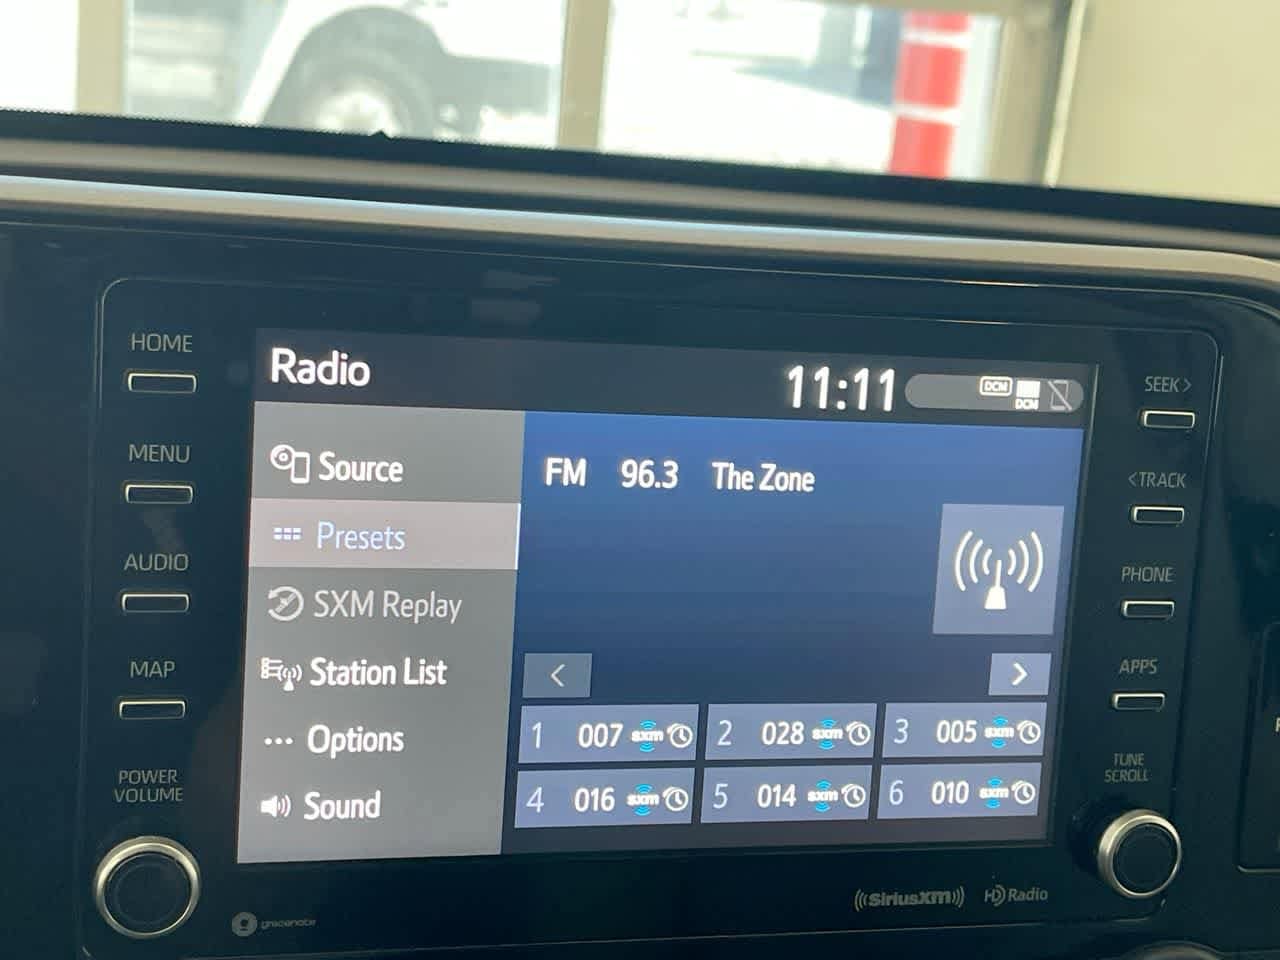 HOME
MENU
AUDIO
MAP
POWER
VOLUME
Radio
11:11
DCM
DCM
Source
Presets
SXM Replay
Station List
Options
Sound
FM 96.3 The Zone
<
>
1 007 sxm
2 028 sxm
3 005 sxm
4 016 sxm
5 014 sxm
6 010 sxm
SEEK >
< TRACK
PHONE
APPS
TUNE
SCROLL
gracenote
((SiriusXM))
HD Radio